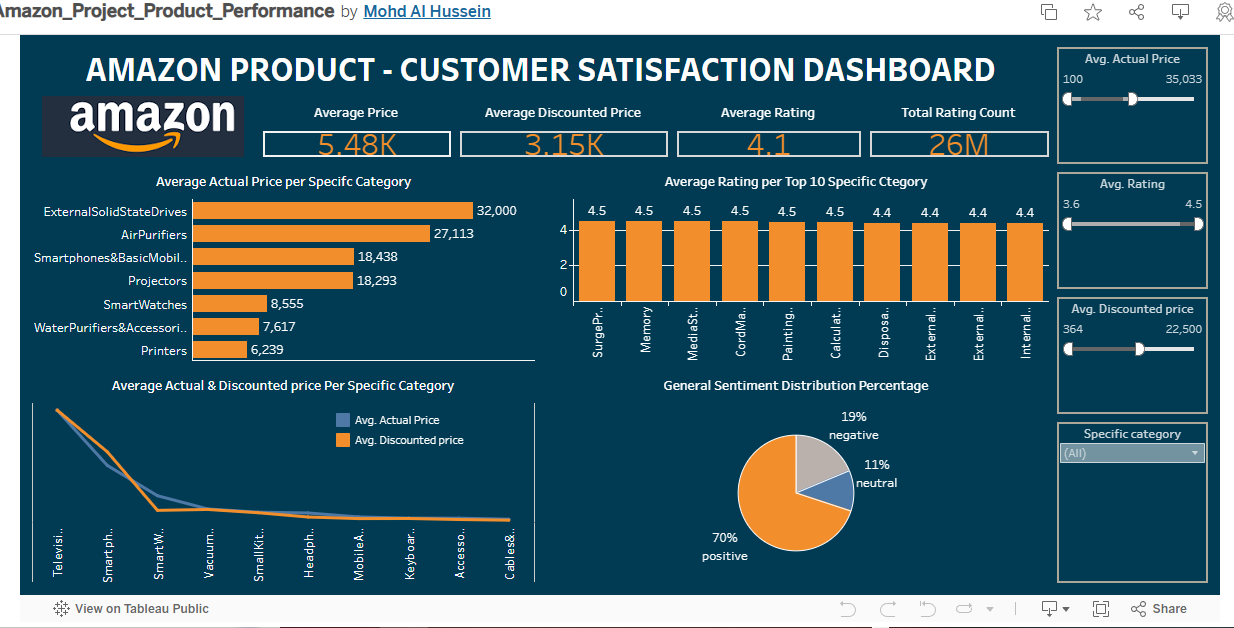 Amazon_Project_Product_Performance by Mohd Al Hussein
AMAZON PRODUCT - CUSTOMER SATISFACTION DASHBOARD
amazon
Average Price
5.48K
Average Discounted Price
3.15K
Average Rating
4.1
Total Rating Count
26M
Avg. Actual Price
100 35,033
Avg. Rating
3.6 4.5
Avg. Discounted price
364 22,500
Specific category
(All)
Average Actual Price per Specifc Category
ExternalSolidStateDrives 32,000
AirPurifiers 27,113
Smartphones&BasicMobil.. 18,438
Projectors 18,293
SmartWatches 8,555
WaterPurifiers&Accessori.. 7,617
Printers 6,239
Average Rating per Top 10 Specific Ctegory
4.5 4.5 4.5 4.5 4.5 4.5 4.4 4.4 4.4 4.4
4
2
0
SurgePr..
Memory
MediaSt..
CordMa..
Painting..
Calculat..
Disposa..
External..
External..
Internal..
Average Actual & Discounted price Per Specific Category
Avg. Actual Price
Avg. Discounted price
Televisi..
Smartph..
SmartW..
Vacuum..
SmallKit..
Headph..
MobileA..
Keyboar..
Accesso..
Cables&..
General Sentiment Distribution Percentage
19%
negative
11%
neutral
70%
positive
View on Tableau Public
Share